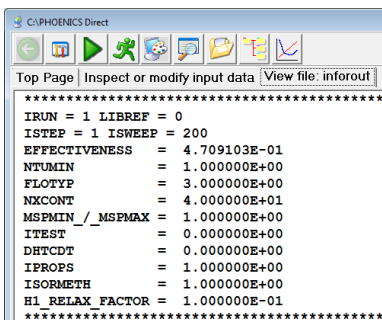 C:\PHOENICS Direct
Top Page Inspect or modify input data View file: inforout
************************************************
IRUN = 1 LIBREF = 0
ISTEP = 1 ISWEEP = 200
EFFECTIVENESS = 4.709103E-01
NTUMIN = 1.000000E+00
FLOTYP = 3.000000E+00
NXCONT = 4.000000E+01
MSPMIN_/_MSPMAX = 1.000000E+00
ITEST = 0.000000E+00
DHTCDT = 0.000000E+00
IPROPS = 1.000000E+00
ISORMETH = 1.000000E+00
H1_RELAX_FACTOR = 1.000000E-01
************************************************